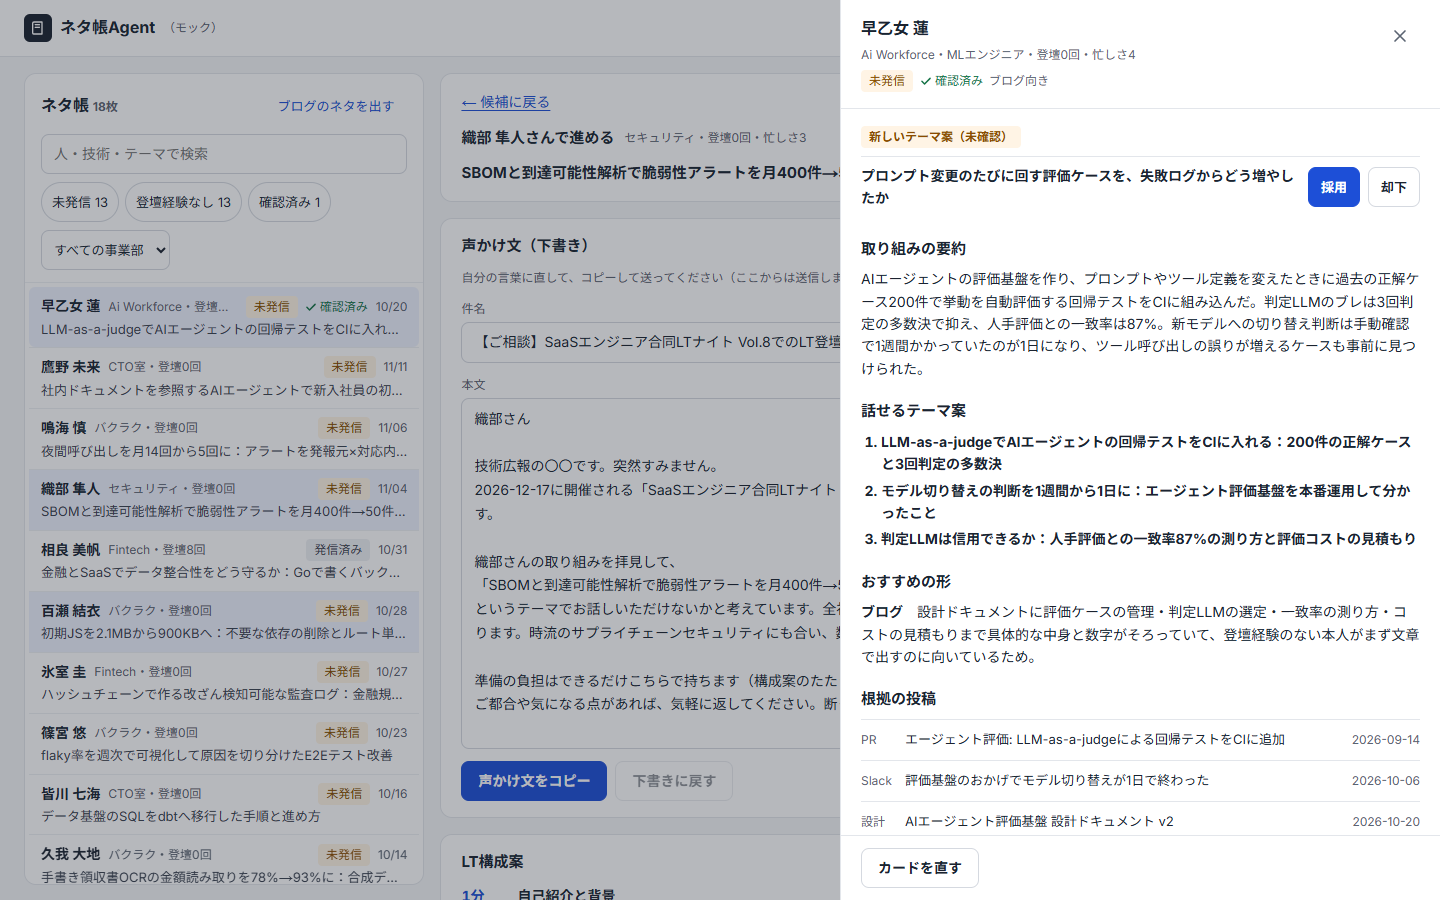 ネタ帳Agent （モック）
ネタ帳 18枚 ブログのネタを出す
人・技術・テーマで検索
未発信 13 登壇経験なし 13 確認済み 1
すべての事業部
早乙女 蓮 Ai Workforce・登壇... 未発信 確認済み 10/20
LLM-as-a-judgeでAIエージェントの回帰テストをCIに入れ...
鷹野 未来 CTO室・登壇0回 未発信 11/11
社内ドキュメントを参照するAIエージェントで新入社員の初...
鳴海 慎 バクラク・登壇0回 未発信 11/06
夜間呼び出しを月14回から5回に：アラートを発報元×対応内...
織部 隼人 セキュリティ・登壇0回 未発信 11/04
SBOMと到達可能性解析で脆弱性アラートを月400件→50件...
相良 美帆 Fintech・登壇8回 発信済み 10/31
金融とSaaSでデータ整合性をどう守るか：Goで書くバック...
百瀬 結衣 バクラク・登壇0回 未発信 10/28
初期JSを2.1MBから900KBへ：不要な依存の削除とルート単...
氷室 圭 Fintech・登壇0回 未発信 10/27
ハッシュチェーンで作る改ざん検知可能な監査ログ：金融規...
篠宮 悠 バクラク・登壇0回 未発信 10/23
flaky率を週次で可視化して原因を切り分けたE2Eテスト改善
皆川 七海 CTO室・登壇0回 未発信 10/16
データ基盤のSQLをdbtへ移行した手順と進め方
久我 大地 バクラク・登壇0回 未発信 10/14
手書き領収書OCRの金額読み取りを78%→93%に：合成デ...
← 候補に戻る
織部 隼人さんで進める セキュリティ・登壇0回・忙しさ3
SBOMと到達可能性解析で脆弱性アラートを月400件→
声かけ文（下書き）
自分の言葉に直して、コピーして送ってください（ここからは送信しま
件名
【ご相談】SaaSエンジニア合同LTナイト Vol.8でのLT登壇
本文
織部さん
技術広報の〇〇です。突然すみません。
2026-12-17に開催される「SaaSエンジニア合同LTナイト
す。
織部さんの取り組みを拝見して、
「SBOMと到達可能性解析で脆弱性アラートを月400件→
というテーマでお話しいただけないかと考えています。全
ります。時流のサプライチェーンセキュリティにも合い、
準備の負担はできるだけこちらで持ちます（構成案のたた
ご都合や気になる点があれば、気軽に返してください。断
声かけ文をコピー 下書きに戻す
LT構成案
1分 自己紹介と背景
早乙女 蓮
Ai Workforce・MLエンジニア・登壇0回・忙しさ4
未発信 確認済み ブログ向き
新しいテーマ案（未確認）
プロンプト変更のたびに回す評価ケースを、失敗ログからどう増やし
たか
採用 却下
取り組みの要約
AIエージェントの評価基盤を作り、プロンプトやツール定義を変えたときに過去の正解ケ
ース200件で挙動を自動評価する回帰テストをCIに組み込んだ。判定LLMのブレは3回判
定の多数決で抑え、人手評価との一致率は87%。新モデルへの切り替え判断は手動確認
で1週間かかっていたのが1日になり、ツール呼び出しの誤りが増えるケースも事前に見つ
けられた。
話せるテーマ案
1. LLM-as-a-judgeでAIエージェントの回帰テストをCIに入れる：200件の正解ケース
と3回判定の多数決
2. モデル切り替えの判断を1週間から1日に：エージェント評価基盤を本番運用して分か
ったこと
3. 判定LLMは信用できるか：人手評価との一致率87%の測り方と評価コストの見積もり
おすすめの形
ブログ 設計ドキュメントに評価ケースの管理・判定LLMの選定・一致率の測り方・コ
ストの見積もりまで具体的な中身と数字がそろっていて、登壇経験のない本人がまず文章
で出すのに向いているため。
根拠の投稿
PR エージェント評価: LLM-as-a-judgeによる回帰テストをCIに追加 2026-09-14
Slack 評価基盤のおかげでモデル切り替えが1日で終わった 2026-10-06
設計 AIエージェント評価基盤 設計ドキュメント v2 2026-10-20
カードを直す